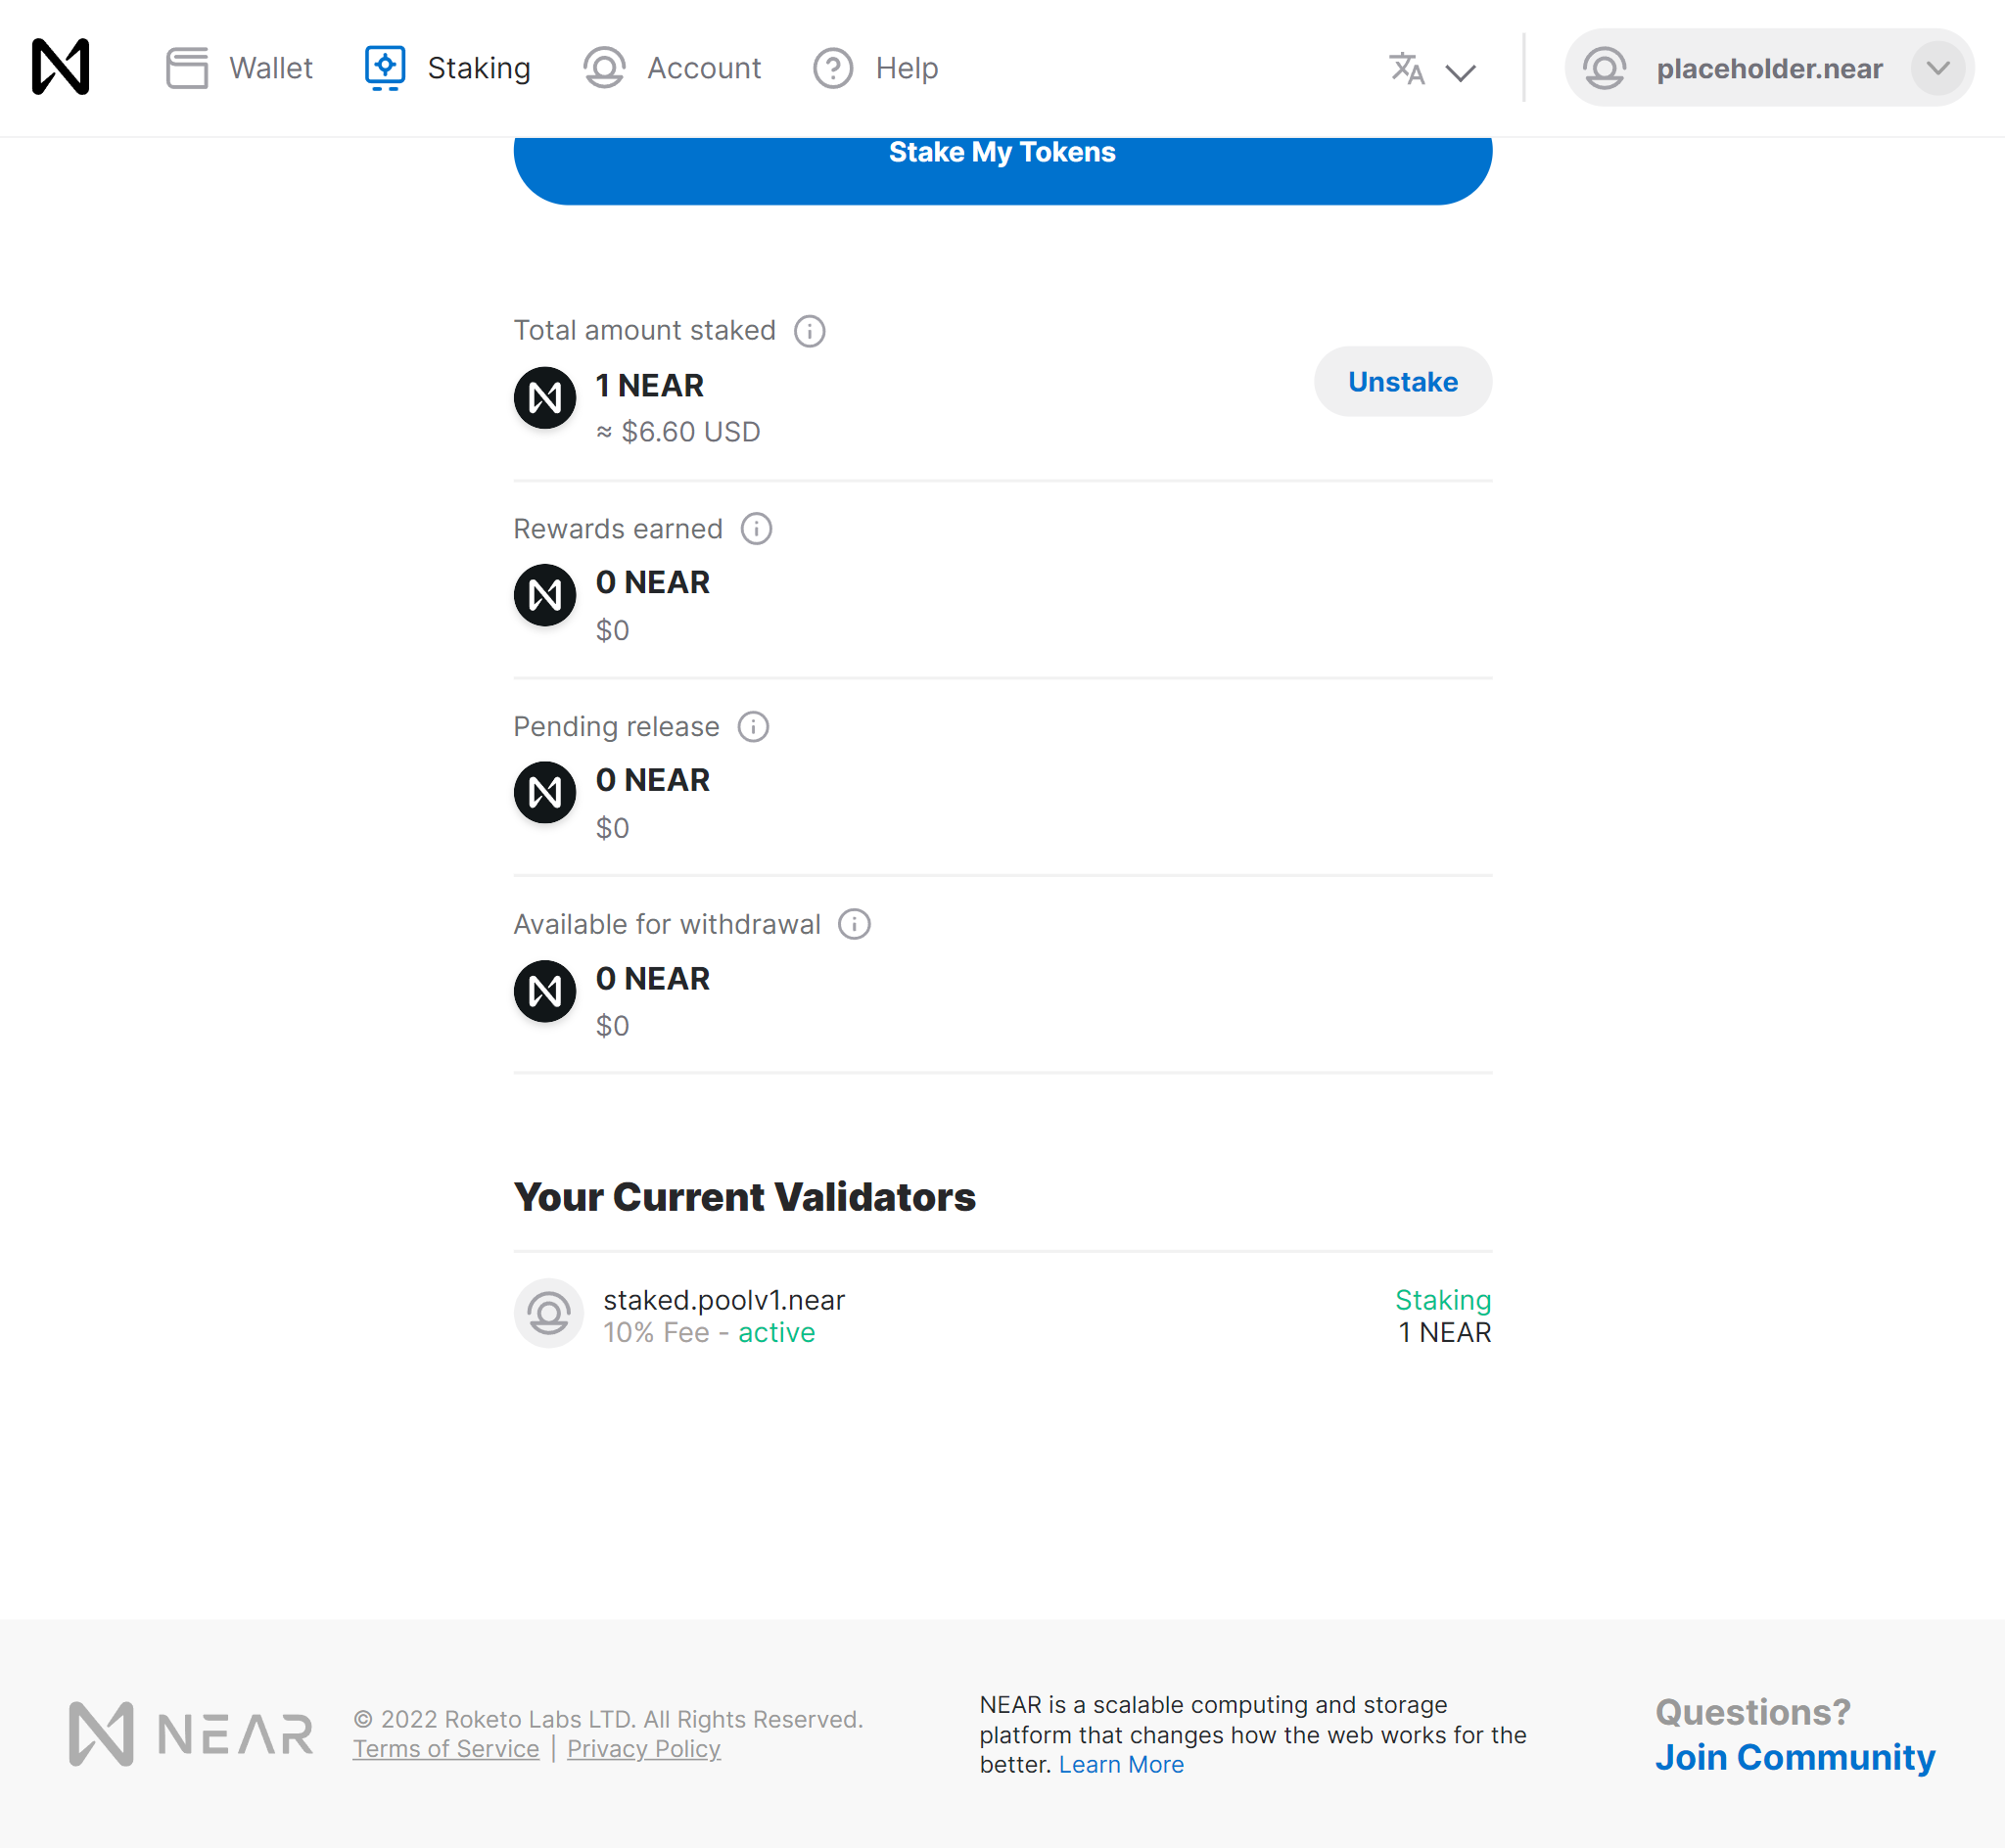 Wallet
Staking
Account
Help
placeholder.near
Stake My Tokens
Total amount staked
1 NEAR
≈ $6.60 USD
Unstake
Rewards earned
0 NEAR
$0
Pending release
0 NEAR
$0
Available for withdrawal
0 NEAR
$0
Your Current Validators
staked.poolv1.near
10% Fee - active
Staking
1 NEAR
NEAR
© 2022 Roketo Labs LTD. All Rights Reserved.
Terms of Service | Privacy Policy
NEAR is a scalable computing and storage
platform that changes how the web works for the
better. Learn More
Questions?
Join Community